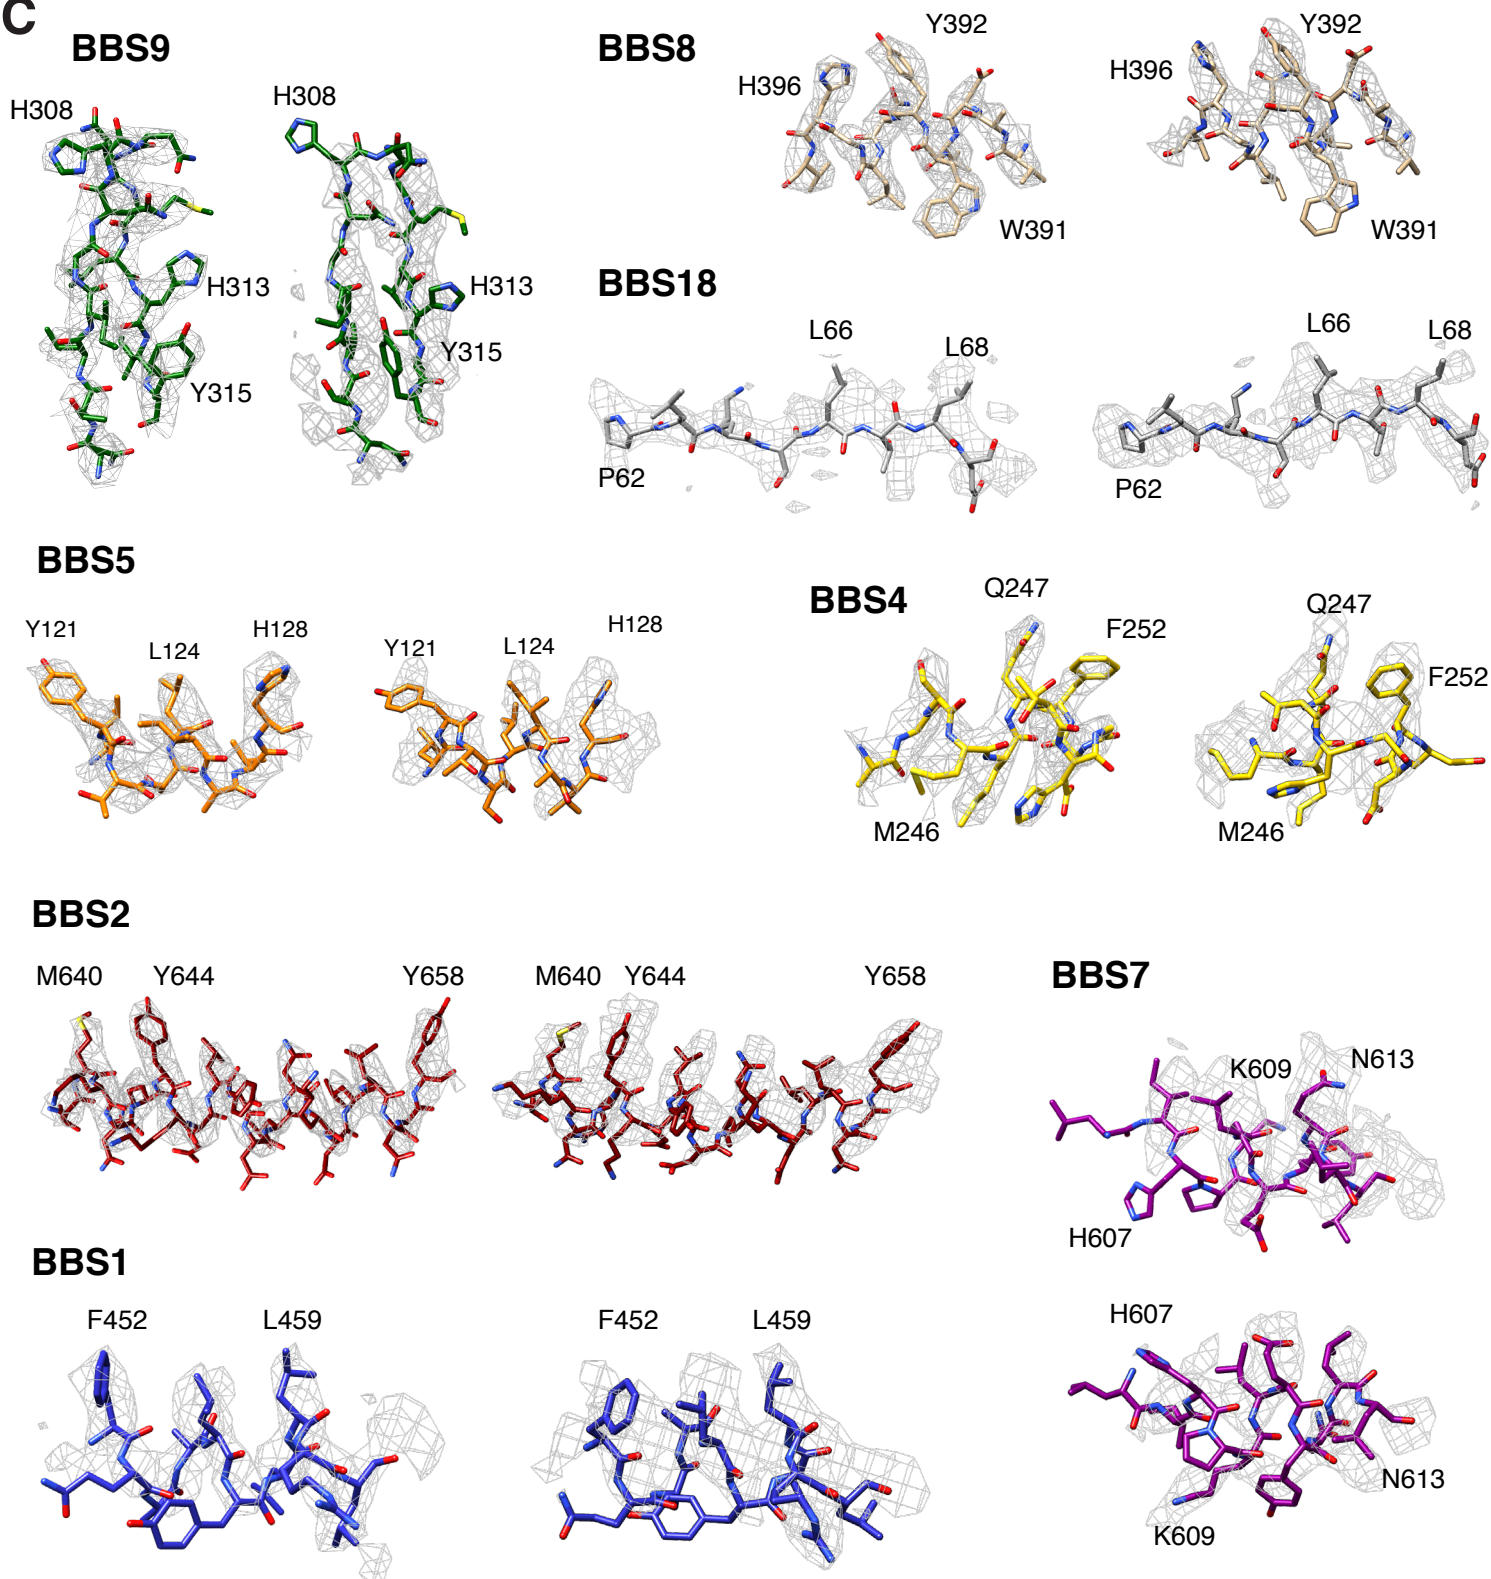 C
BBS9
H308
H308
H313
H313
Y315
Y315
BBS8
Y392
Y392
H396
H396
W391
W391
BBS18
L66
L68
L66
L68
P62
P62
BBS5
Y121
L124
H128
Y121
L124
H128
BBS4
Q247
F252
Q247
F252
M246
M246
BBS2
M640
Y644
Y658
M640
Y644
Y658
BBS7
K609
N613
H607
H607
N613
K609
BBS1
F452
L459
F452
L459